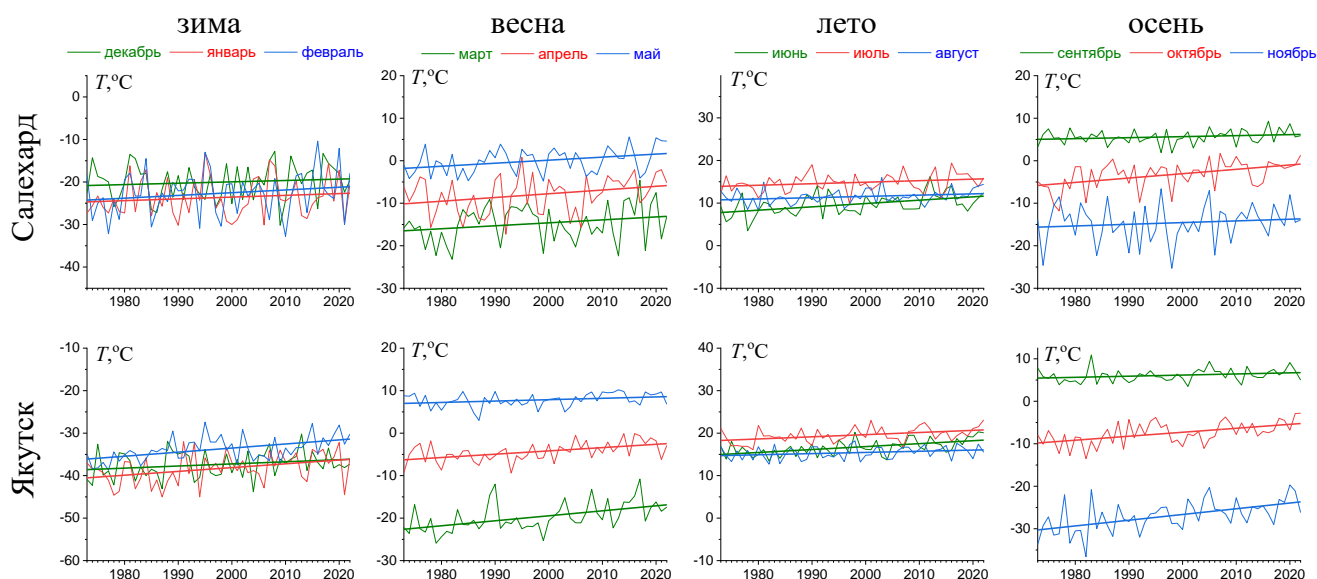 зима весна лето осень
декабрь январь февраль март апрель май июнь июль август сентябрь октябрь ноябрь
Салехард
T,°C T,°C T,°C T,°C
0 -10 -20 -30 -40
20 10 0 -10 -20 -30
30 20 10 0 -10
20 10 0 -10 -20 -30
1980 1990 2000 2010 2020 1980 1990 2000 2010 2020 1980 1990 2000 2010 2020 1980 1990 2000 2010 2020
Якутск
T,°C T,°C T,°C T,°C
-10 -20 -30 -40 -50 -60
20 10 0 -10 -20 -30
40 30 20 10 0 -10
10 0 -10 -20 -30
1980 1990 2000 2010 2020 1980 1990 2000 2010 2020 1980 1990 2000 2010 2020 1980 1990 2000 2010 2020